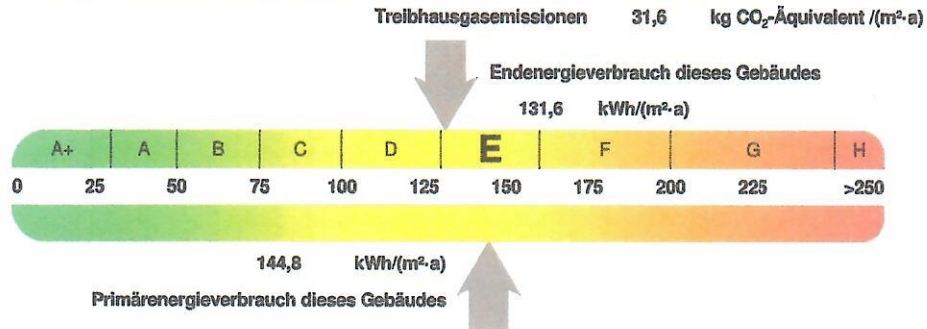 Treibhausgasemissionen 31,6 kg CO₂-Äquivalent /(m²·a)
Endenergieverbrauch dieses Gebäudes
131,6 kWh/(m²·a)
A+ A B C D E F G H
0 25 50 75 100 125 150 175 200 225 >250
144,8 kWh/(m²·a)
Primärenergieverbrauch dieses Gebäudes